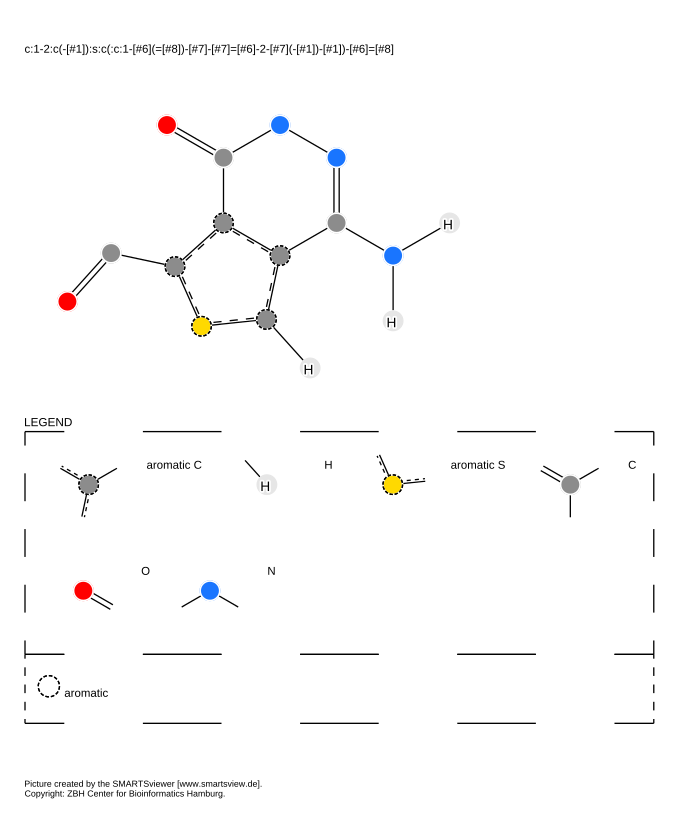 c:1-2:c(-[#1]):s:c(:c:1-[#6](=[#8])-[#7]-[#7]=[#6]-2-[#7](-[#1])-[#1])-[#6]=[#8]
H
H
H
LEGEND
aromatic C
H
H
aromatic S
C
O
N
aromatic
Picture created by the SMARTSviewer [www.smartsview.de].
Copyright: ZBH Center for Bioinformatics Hamburg.